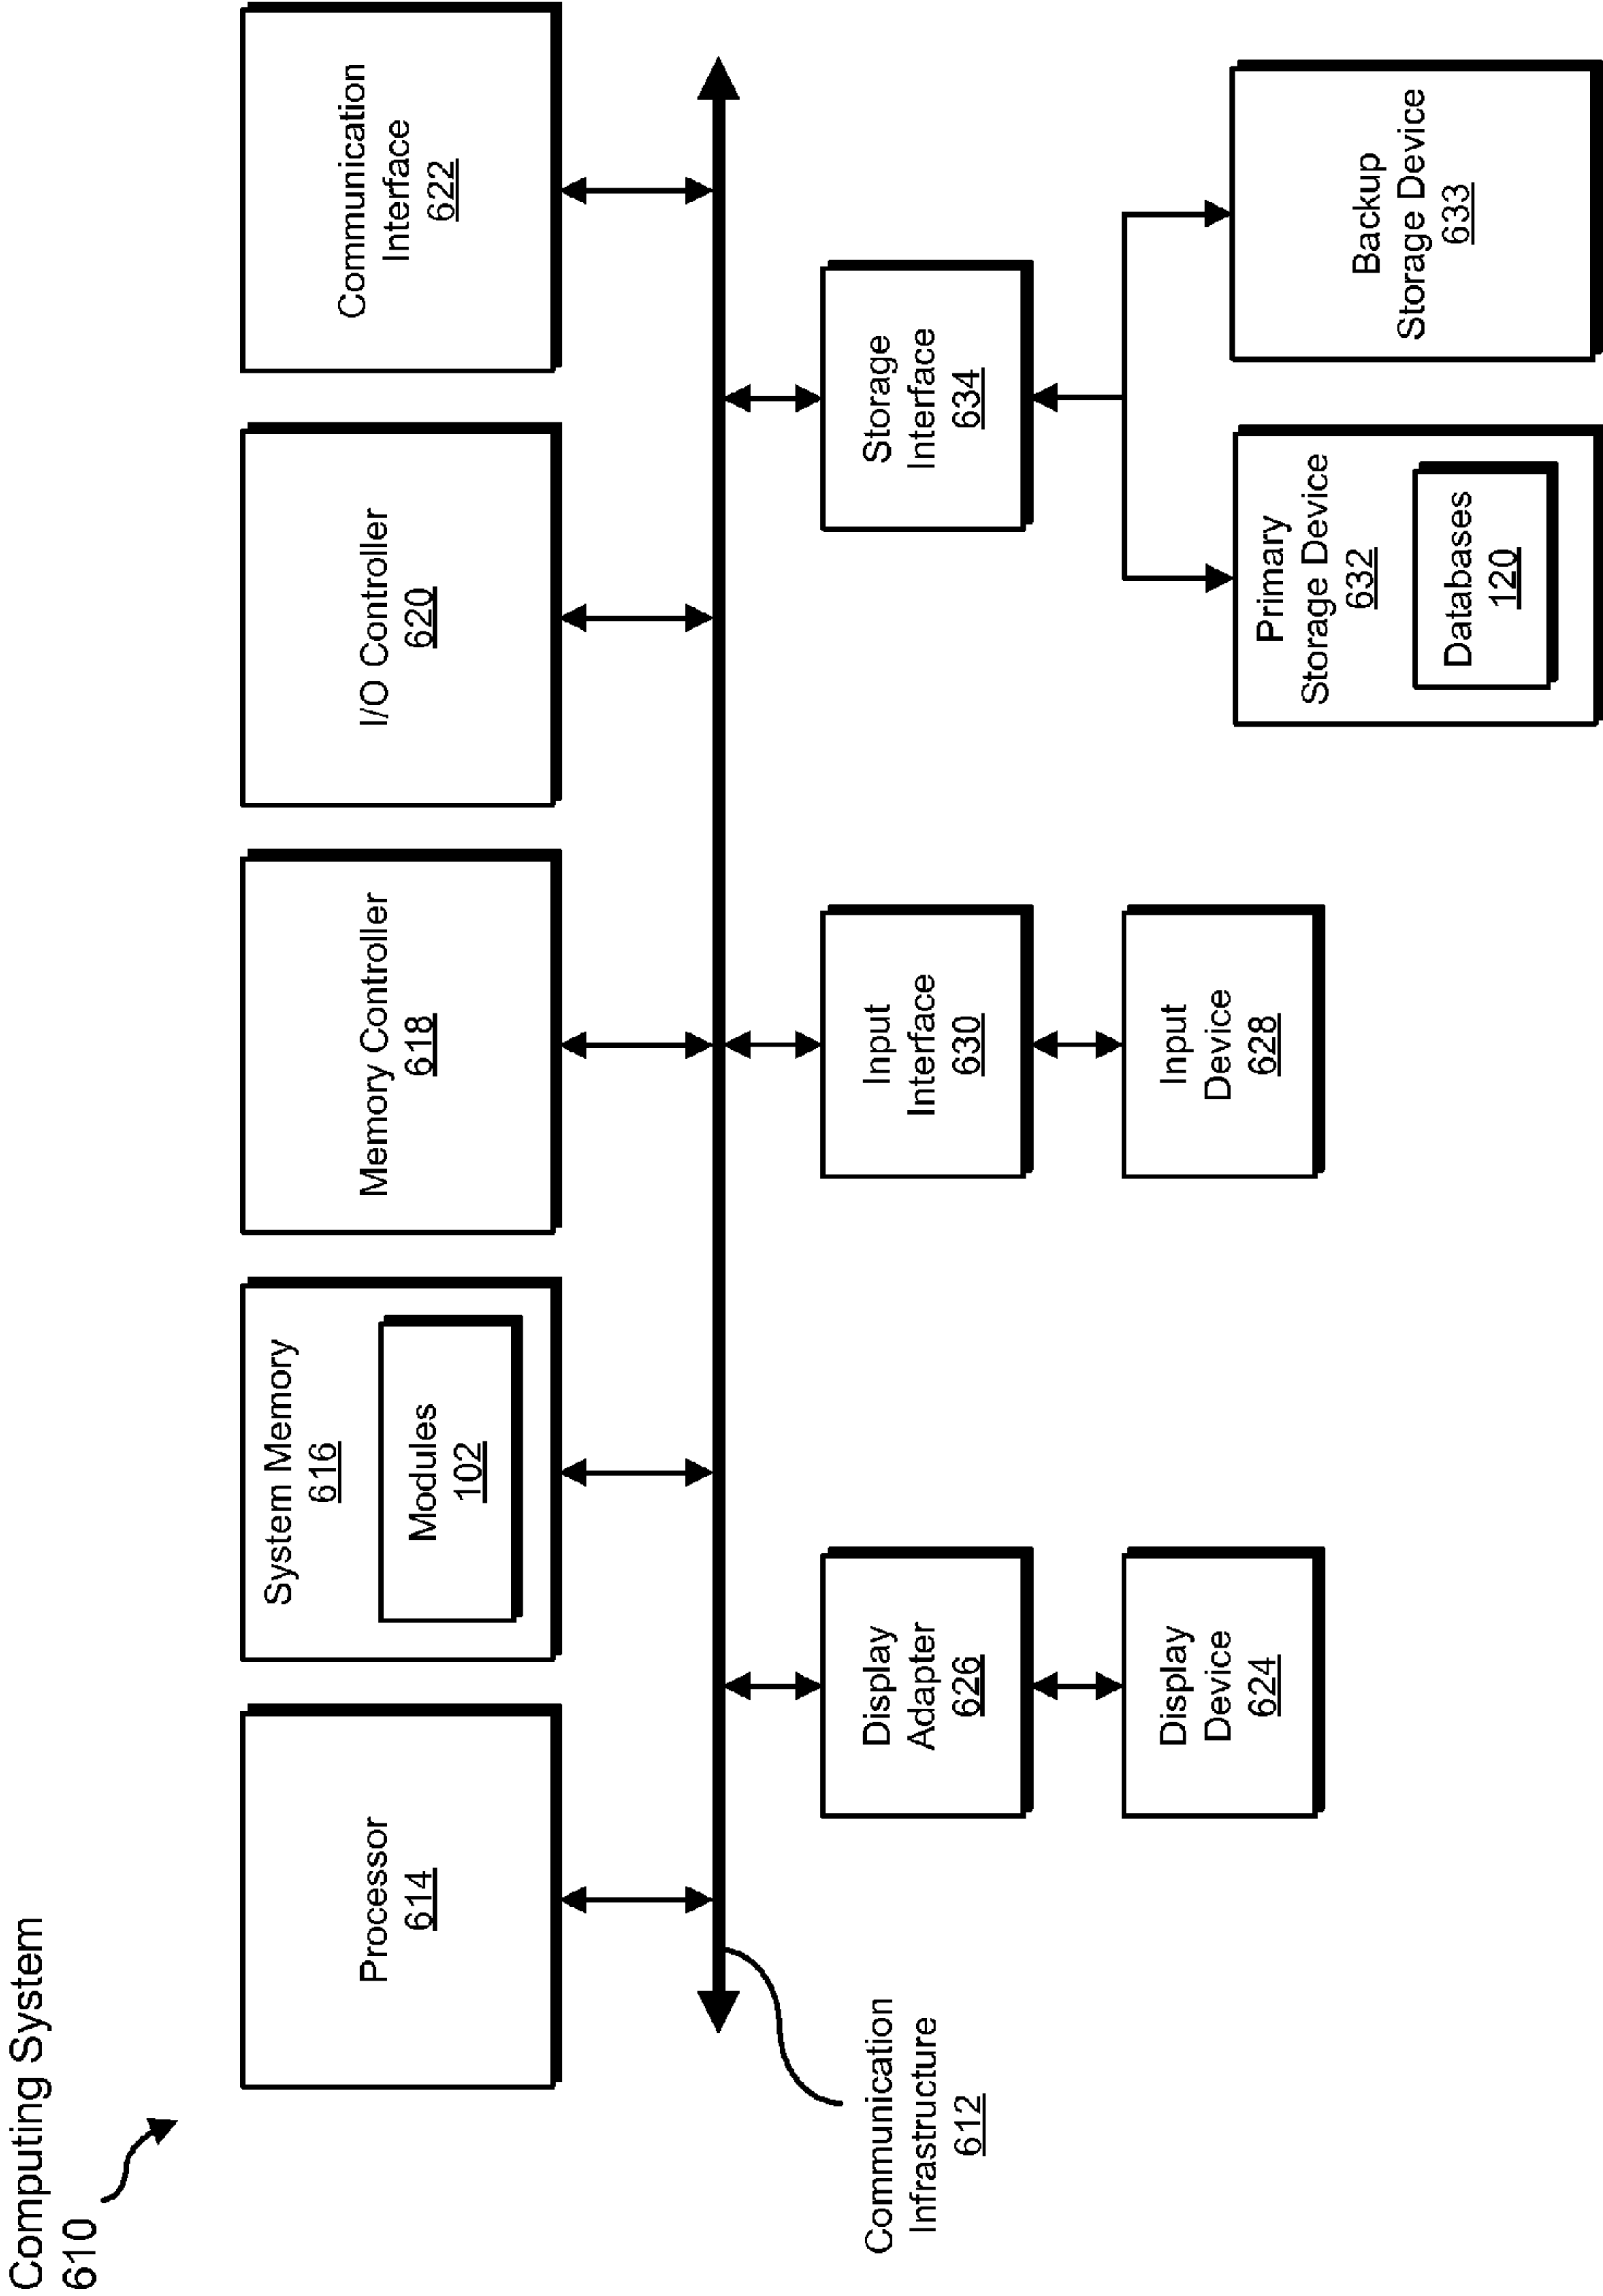 Computing System
610
Processor
614
System Memory
616
Modules
102
Memory Controller
618
I/O Controller
620
Communication
Interface
622
Communication
Infrastructure
612
Display
Adapter
626
Input
Interface
630
Storage
Interface
634
Display
Device
624
Input
Device
628
Primary
Storage Device
632
Databases
120
Backup
Storage Device
633